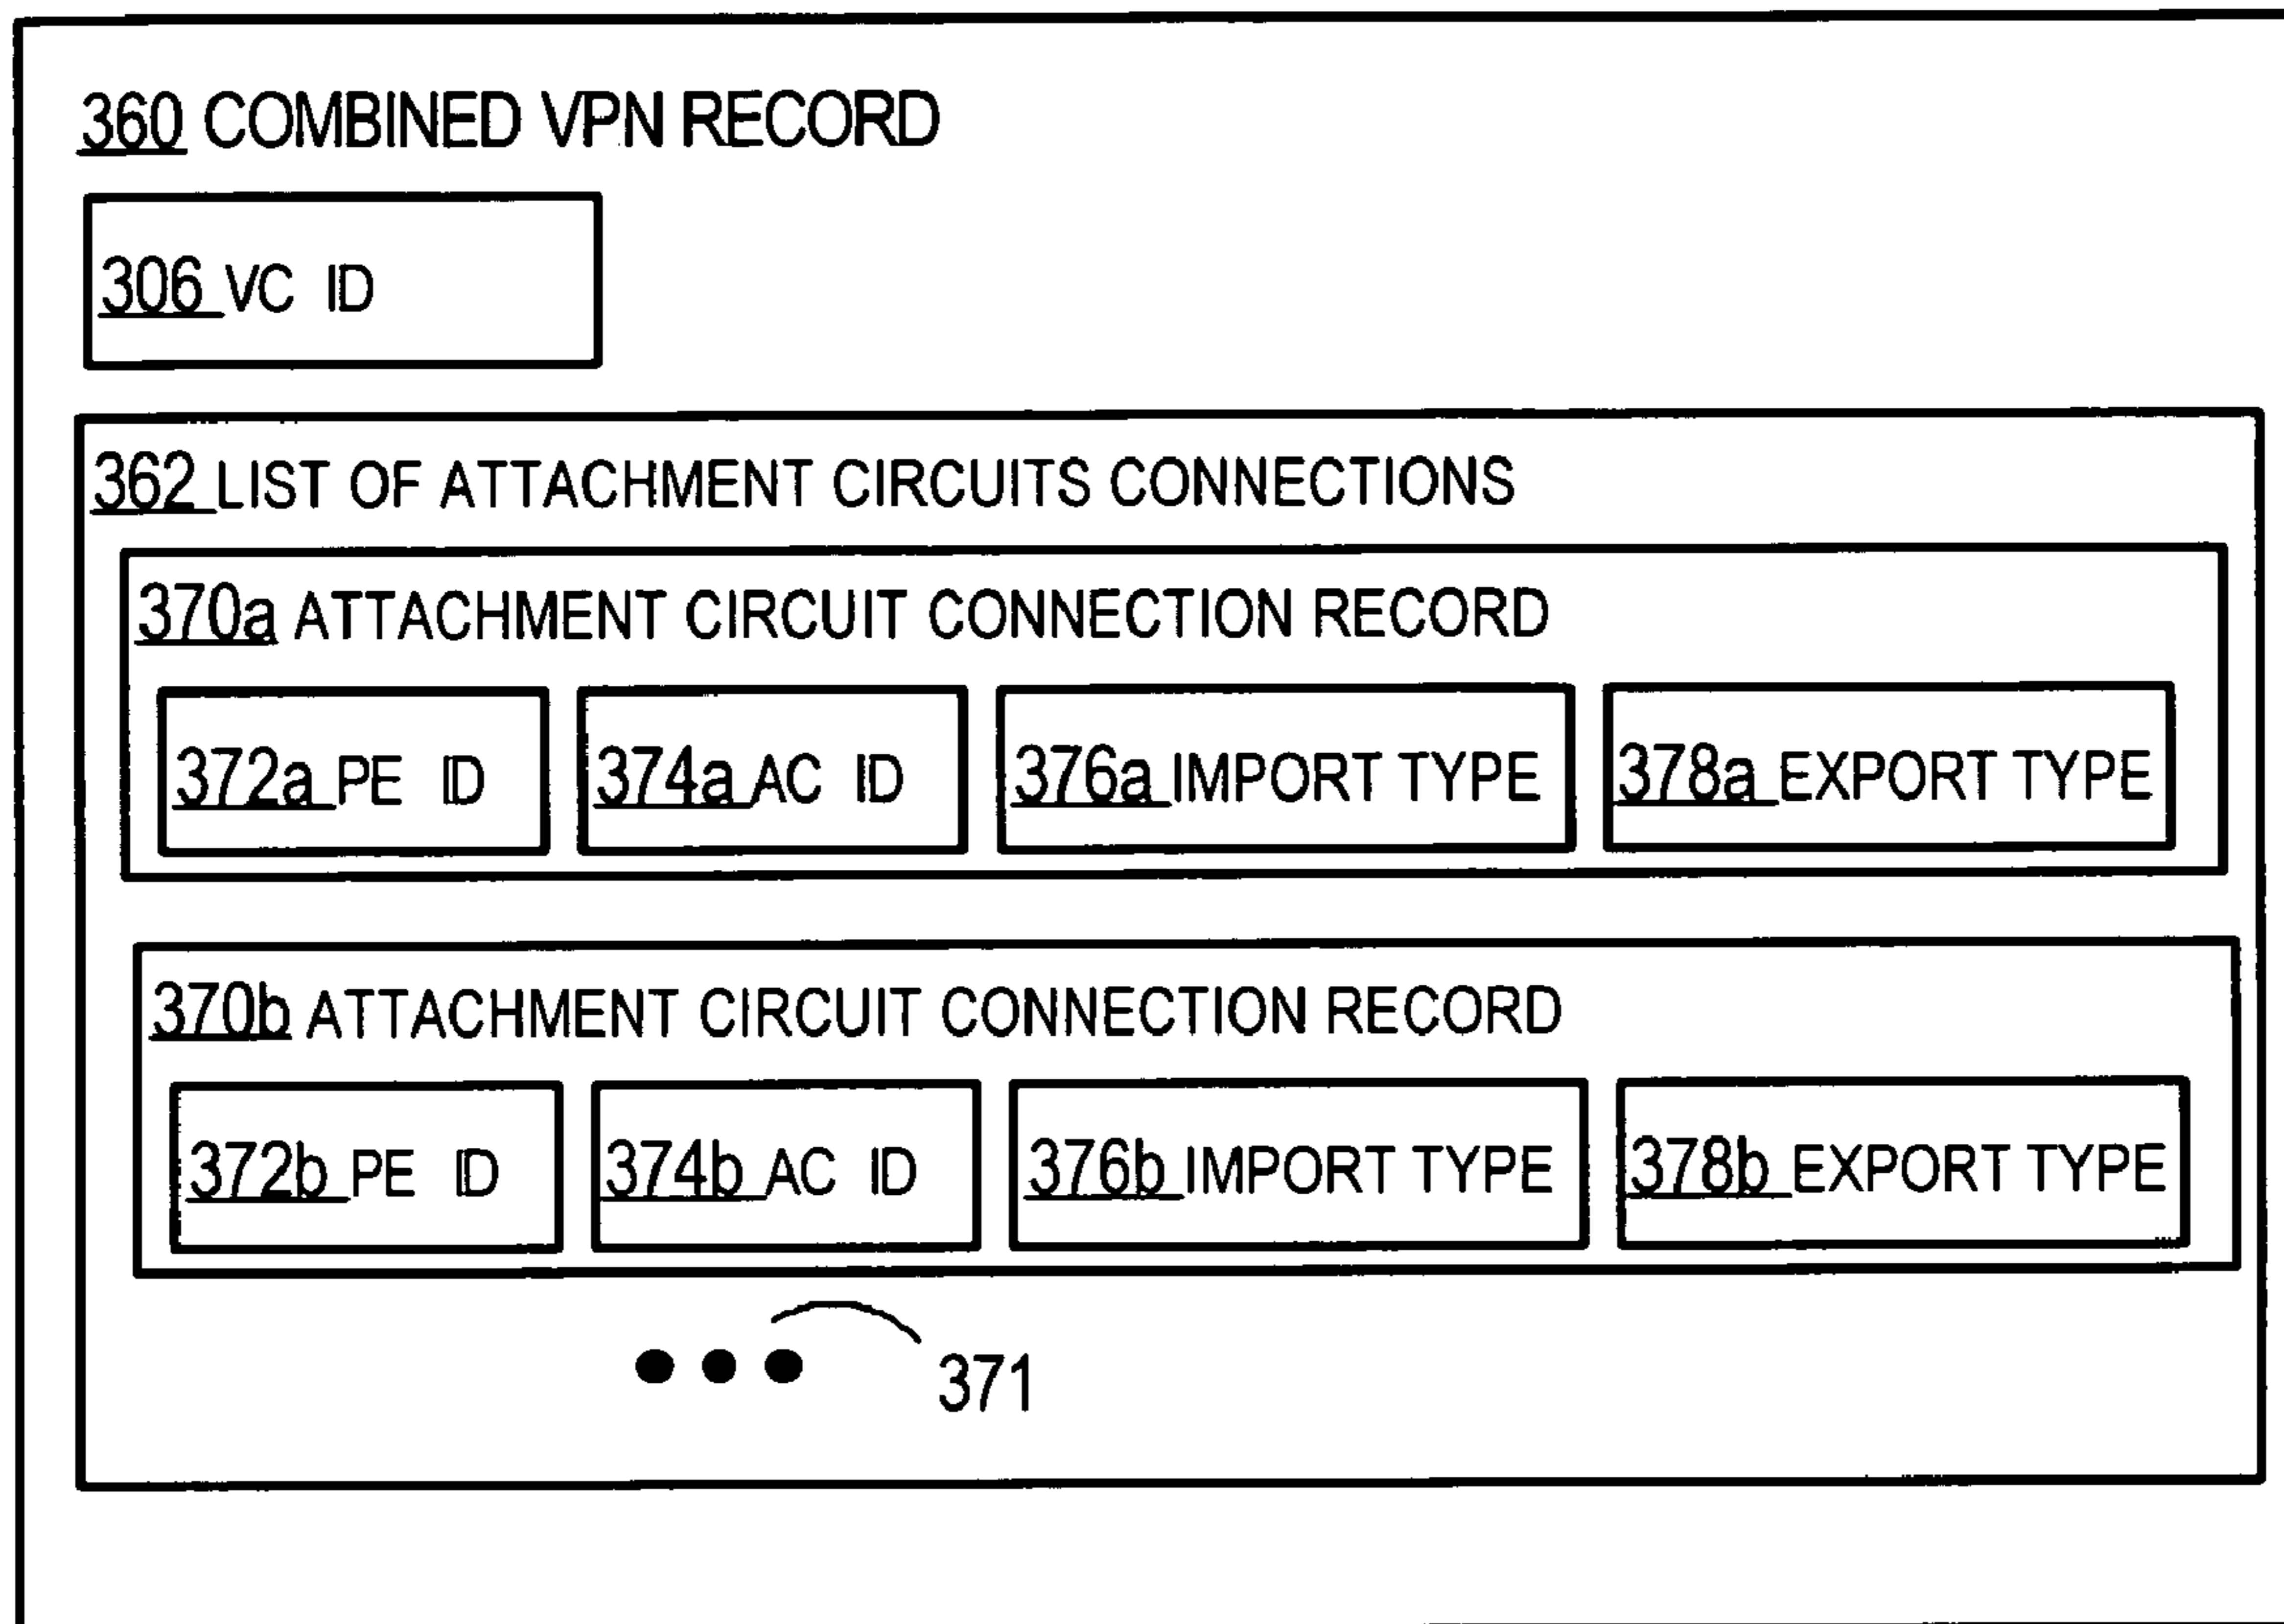 360 COMBINED VPN RECORD
306 VC ID
362 LIST OF ATTACHMENT CIRCUITS CONNECTIONS
370a ATTACHMENT CIRCUIT CONNECTION RECORD
372a PE ID 374a AC ID 376a IMPORT TYPE 378a EXPORT TYPE
370b ATTACHMENT CIRCUIT CONNECTION RECORD
372b PE ID 374b AC ID 376b IMPORT TYPE 378b EXPORT TYPE
371